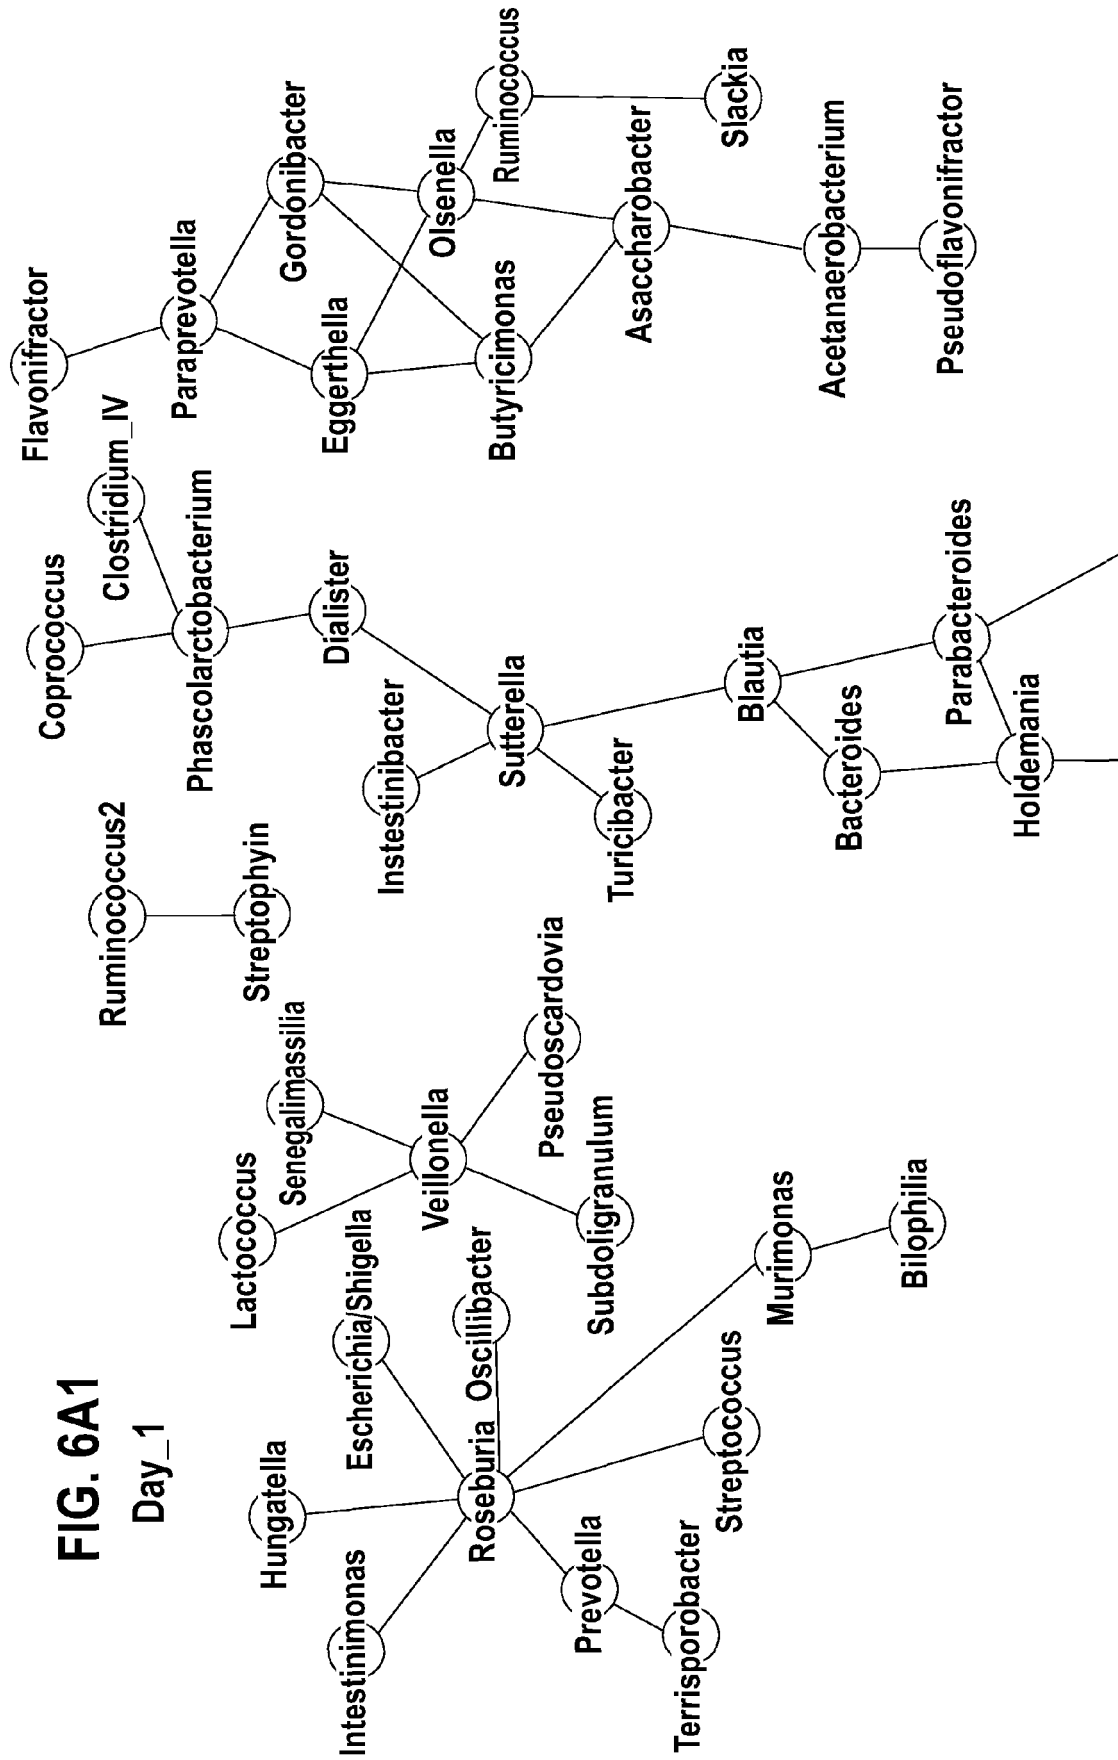 FIG. 6A1
Day_1
Intestinimonas
Hungatella
Escherichia/Shigella
Roseburia
Oscillibacter
Prevotella
Terrisporobacter
Streptococcus
Murimonas
Bilophilia
Lactococcus
Senegalimassilia
Veillonella
Subdoligranulum
Pseudoscardovia
Ruminococcus2
Streptophyin
Coprococcus
Clostridium_IV
Phascolarctobacterium
Dialister
Instestinibacter
Sutterella
Turicibacter
Blautia
Bacteroides
Parabacteroides
Holdemania
Flavonifractor
Paraprevotella
Gordonibacter
Eggerthella
Olsenella
Ruminococcus
Butyricimonas
Asaccharobacter
Slackia
Acetanaerobacterium
Pseudoflavonifractor